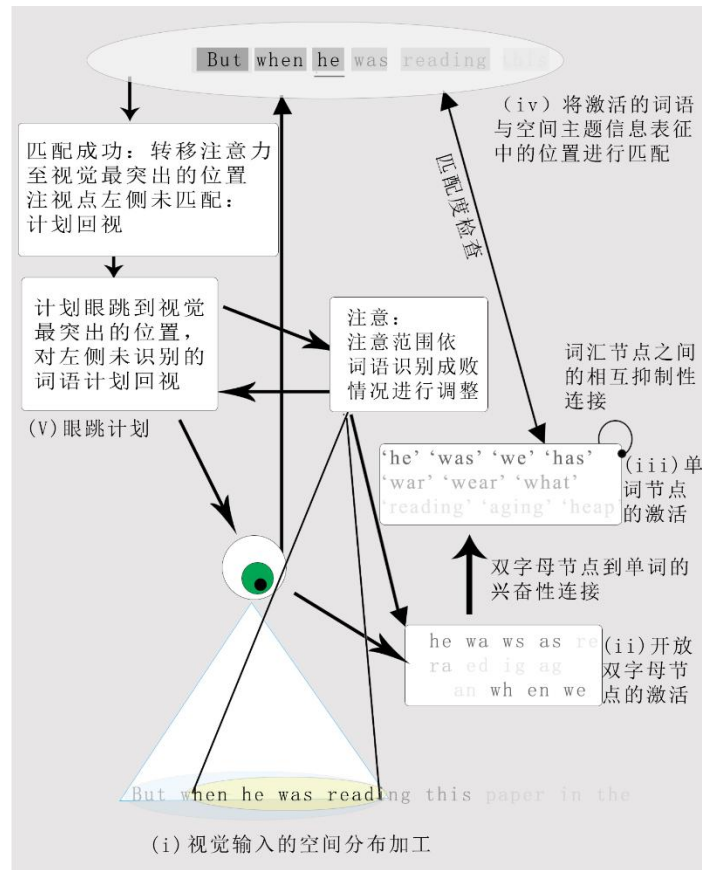 But when he was reading this
(iv)将激活的词语
与空间主题信息表征
中的位置进行匹配
匹配成功：转移注意力
至视觉最突出的位置
注视点左侧未匹配：
计划回视
匹配度检查
计划眼跳到视觉
最突出的位置，
对左侧未识别的
词语计划回视
(V)眼跳计划
注意：
注意范围依
词语识别成败
情况进行调整
词汇节点之间
的相互抑制性
连接
‘he’ ‘was’ ‘we’ ‘has’
‘war’ ‘wear’ ‘what’
‘reading’ ‘aging’ ‘heap’
(iii)单
词节点
的激活
双字母节点到单词的
兴奋性连接
he wa ws as re
ra ed ig ag
an wh en we
(ii)开放
双字母节
点的激活
But when he was reading this paper in the
(i)视觉输入的空间分布加工